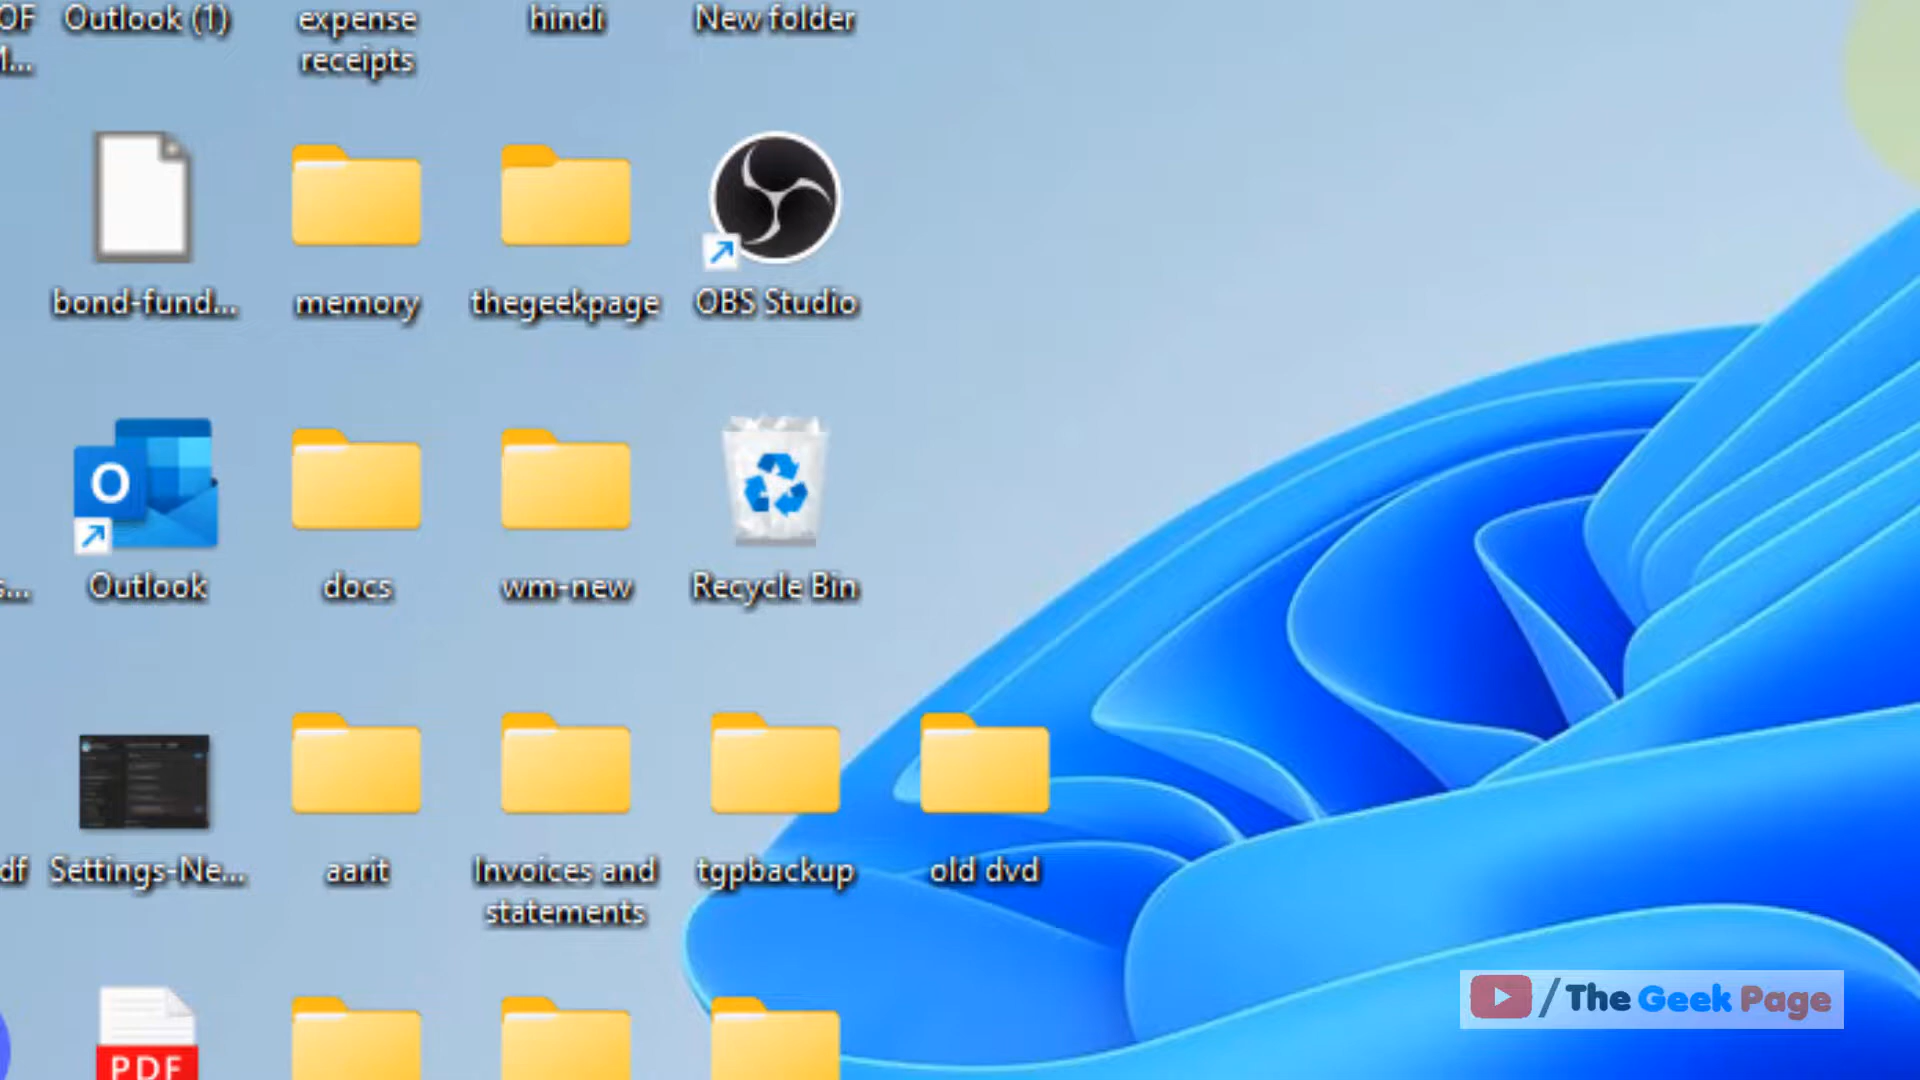 OF
Outlook (1)
expense
receipts
hindi
New folder
bond-fund...
memory
thegeekpage
OBS Studio
O
Outlook
docs
wm-new
Recycle Bin
s...
df
Settings-Ne...
aarit
Invoices and
statements
tgpbackup
old dvd
PDF
/The Geek Page